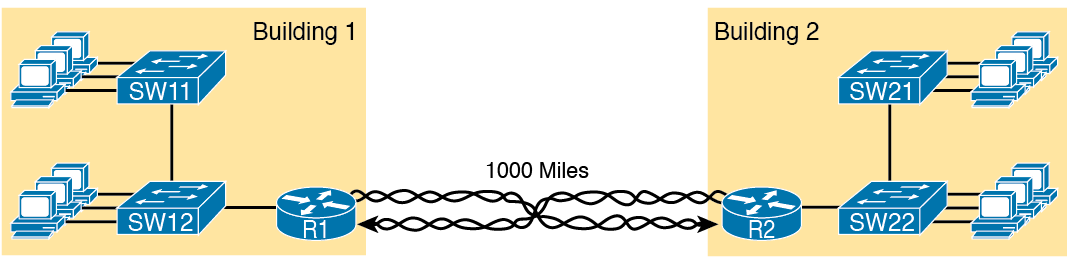 Building 1
Building 2
SW11
SW21
1000 Miles
SW12
R1
R2
SW22